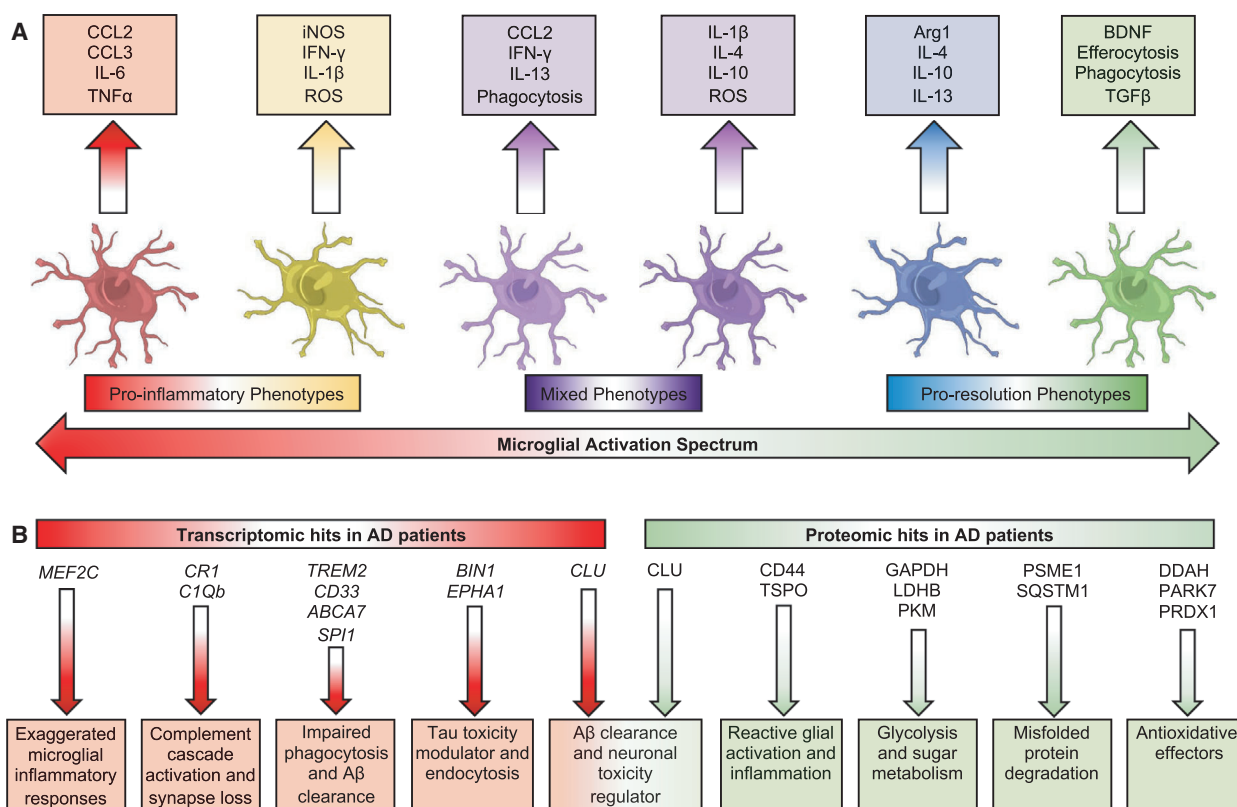 A
CCL2
CCL3
IL-6
TNFα
iNOS
IFN-γ
IL-1β
ROS
CCL2
IFN-γ
IL-13
Phagocytosis
IL-1β
IL-4
IL-10
ROS
Arg1
IL-4
IL-10
IL-13
BDNF
Efferocytosis
Phagocytosis
TGFβ
Pro-inflammatory Phenotypes
Mixed Phenotypes
Pro-resolution Phenotypes
Microglial Activation Spectrum
B
Transcriptomic hits in AD patients
Proteomic hits in AD patients
MEF2C
CR1
C1Qb
TREM2
CD33
ABCA7
SPI1
BIN1
EPHA1
CLU
CLU
CD44
TSPO
GAPDH
LDHB
PKM
PSME1
SQSTM1
DDAH
PARK7
PRDX1
Exaggerated
microglial
inflammatory
responses
Complement
cascade
activation and
synapse loss
Impaired
phagocytosis
and Aβ
clearance
Tau toxicity
modulator and
endocytosis
Aβ clearance
and neuronal
toxicity
regulator
Reactive glial
activation and
inflammation
Glycolysis
and sugar
metabolism
Misfolded
protein
degradation
Antioxidative
effectors